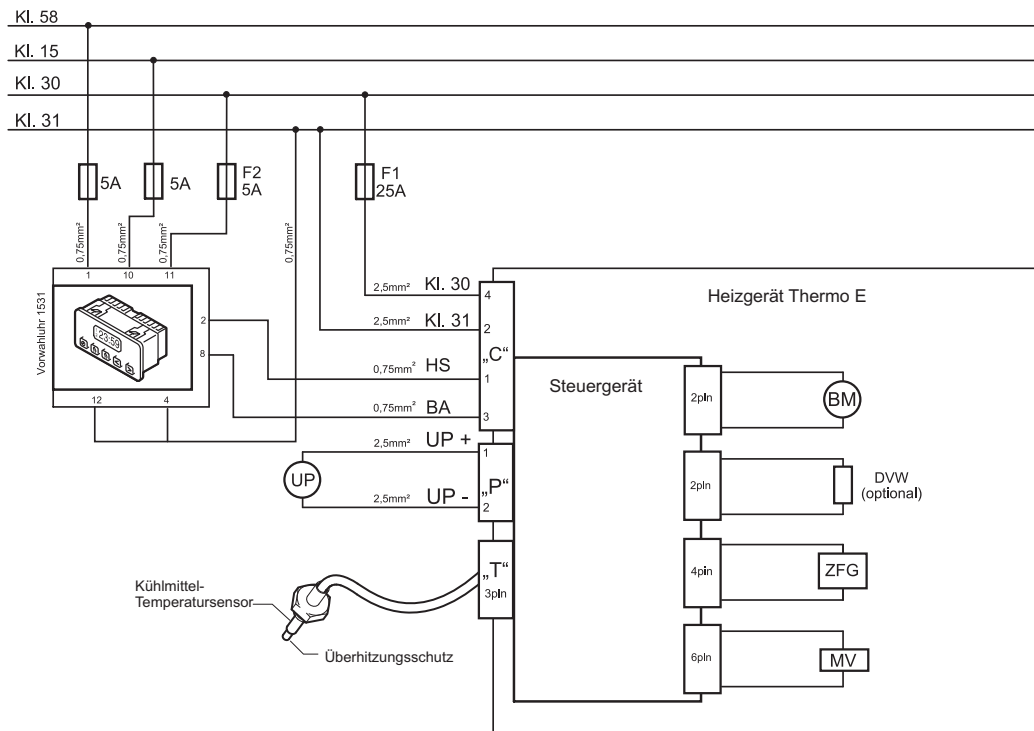 Kl. 58
Kl. 15
Kl. 30
Kl. 31
5A
5A
F2
5A
F1
25A
0,75mm²
0,75mm²
0,75mm²
0,75mm²
1
10
11
Vorwahluhr 1531
23:59
2
8
12
4
2,5mm² Kl. 30
4
2,5mm² Kl. 31
2
„C“
0,75mm² HS
1
0,75mm² BA
3
2,5mm² UP +
1
UP
„P“
2,5mm² UP -
2
„T“
3pin
Kühlmittel-
Temperatursensor
Überhitzungsschutz
Heizgerät Thermo E
Steuergerät
2pin
BM
2pin
DVW
(optional)
4pin
ZFG
6pin
MV